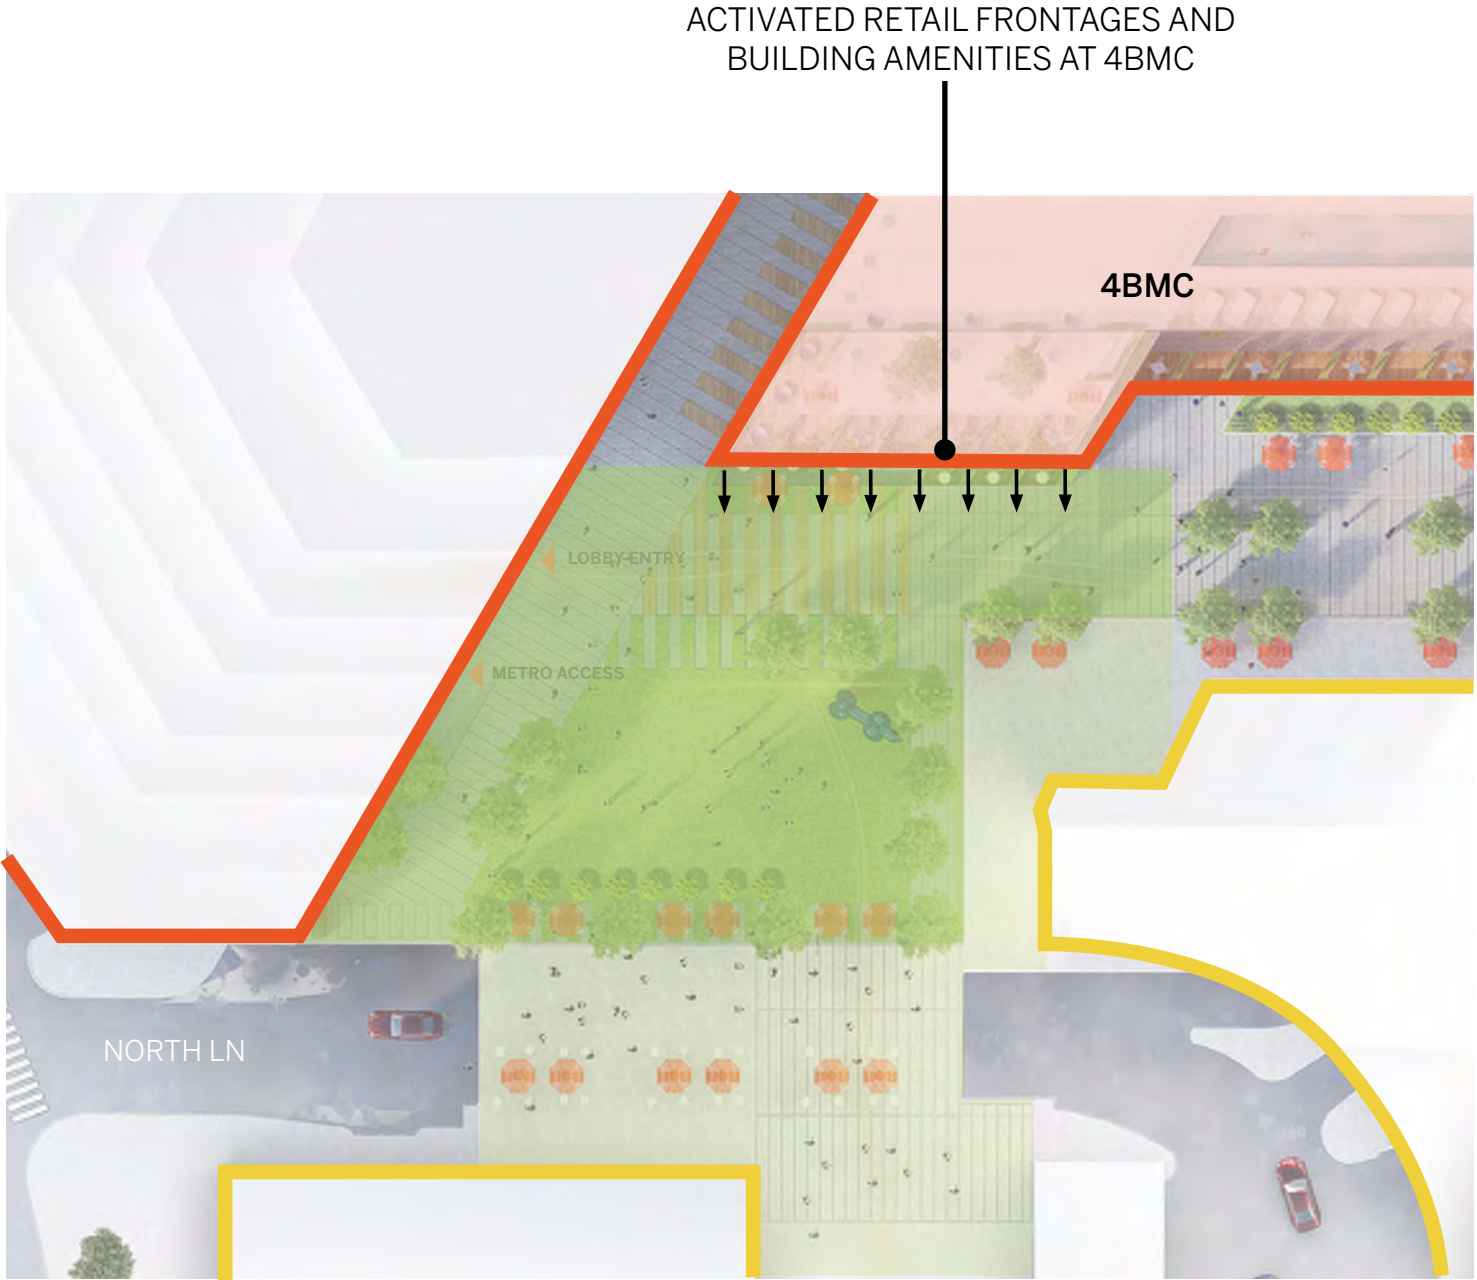 ACTIVATED RETAIL FRONTAGES AND
BUILDING AMENITIES AT 4BMC
4BMC
LOBBY ENTRY
METRO ACCESS
NORTH LN